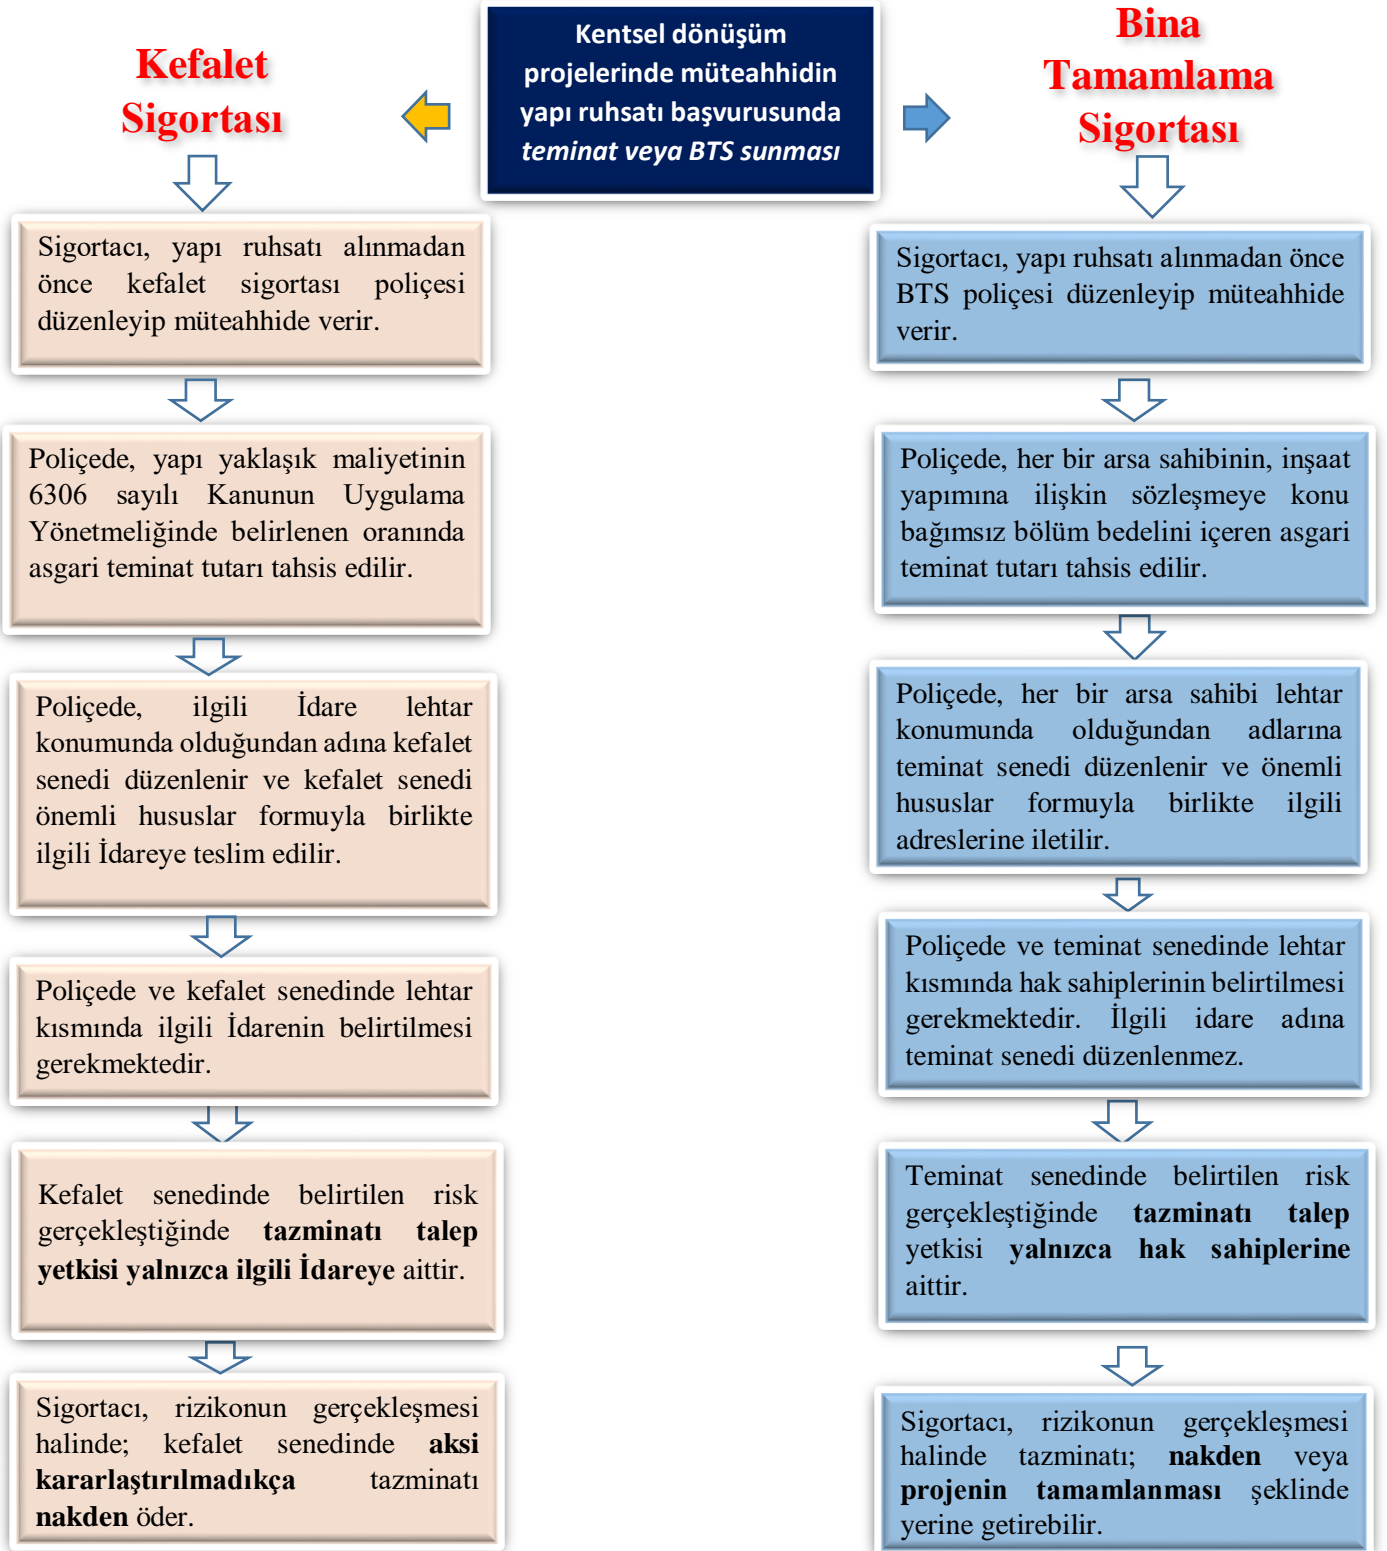 Kentsel dönüşüm
projelerinde müteahhidin
yapı ruhsatı başvurusunda
teminat veya BTS sunması
Kefalet
Sigortası
Sigortacı, yapı ruhsatı alınmadan
önce kefalet sigortası poliçesi
düzenleyip müteahhide verir.
Poliçede, yapı yaklaşık maliyetinin
6306 sayılı Kanunun Uygulama
Yönetmeliğinde belirlenen oranında
asgari teminat tutarı tahsis edilir.
Poliçede, ilgili İdare lehtar
konumunda olduğundan adına kefalet
senedi düzenlenir ve kefalet senedi
önemli hususlar formuyla birlikte
ilgili İdareye teslim edilir.
Poliçede ve kefalet senedinde lehtar
kısmında ilgili İdarenin belirtilmesi
gerekmektedir.
Kefalet senedinde belirtilen risk
gerçekleştiğinde tazminatı talep
yetkisi yalnızca ilgili İdareye aittir.
Sigortacı, rizikonun gerçekleşmesi
halinde; kefalet senedinde aksi
kararlaştırılmadıkça tazminatı
nakden öder.
Bina
Tamamlama
Sigortası
Sigortacı, yapı ruhsatı alınmadan önce
BTS poliçesi düzenleyip müteahhide
verir.
Poliçede, her bir arsa sahibinin, inşaat
yapımına ilişkin sözleşmeye konu
bağımsız bölüm bedelini içeren asgari
teminat tutarı tahsis edilir.
Poliçede, her bir arsa sahibi lehtar
konumunda olduğundan adlarına
teminat senedi düzenlenir ve önemli
hususlar formuyla birlikte ilgili
adreslerine iletilir.
Poliçede ve teminat senedinde lehtar
kısmında hak sahiplerinin belirtilmesi
gerekmektedir. İlgili idare adına
teminat senedi düzenlenmez.
Teminat senedinde belirtilen risk
gerçekleştiğinde tazminatı talep
yetkisi yalnızca hak sahiplerine
aittir.
Sigortacı, rizikonun gerçekleşmesi
halinde tazminatı; nakden veya
projenin tamamlanması şeklinde
yerine getirebilir.